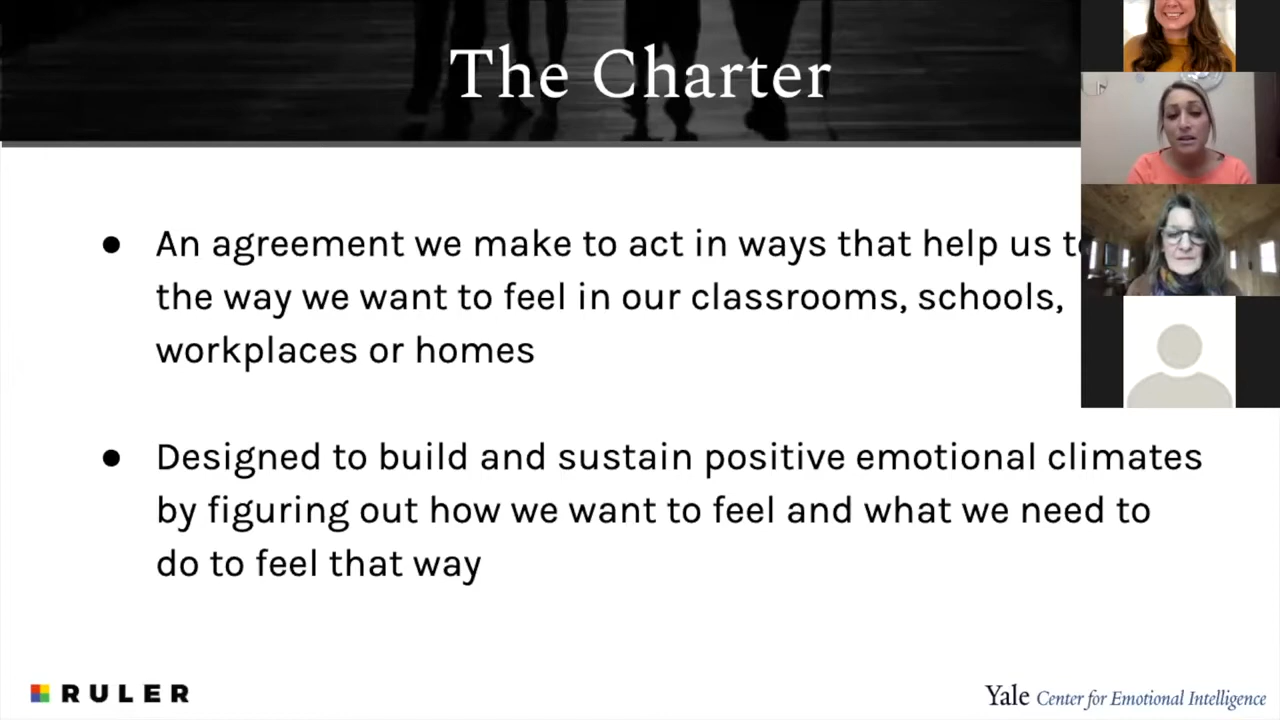 The Charter
● An agreement we make to act in ways that help us
the way we want to feel in our classrooms, schools,
workplaces or homes
● Designed to build and sustain positive emotional climates
by figuring out how we want to feel and what we need to
do to feel that way
RULER
Yale Center for Emotional Intelligence